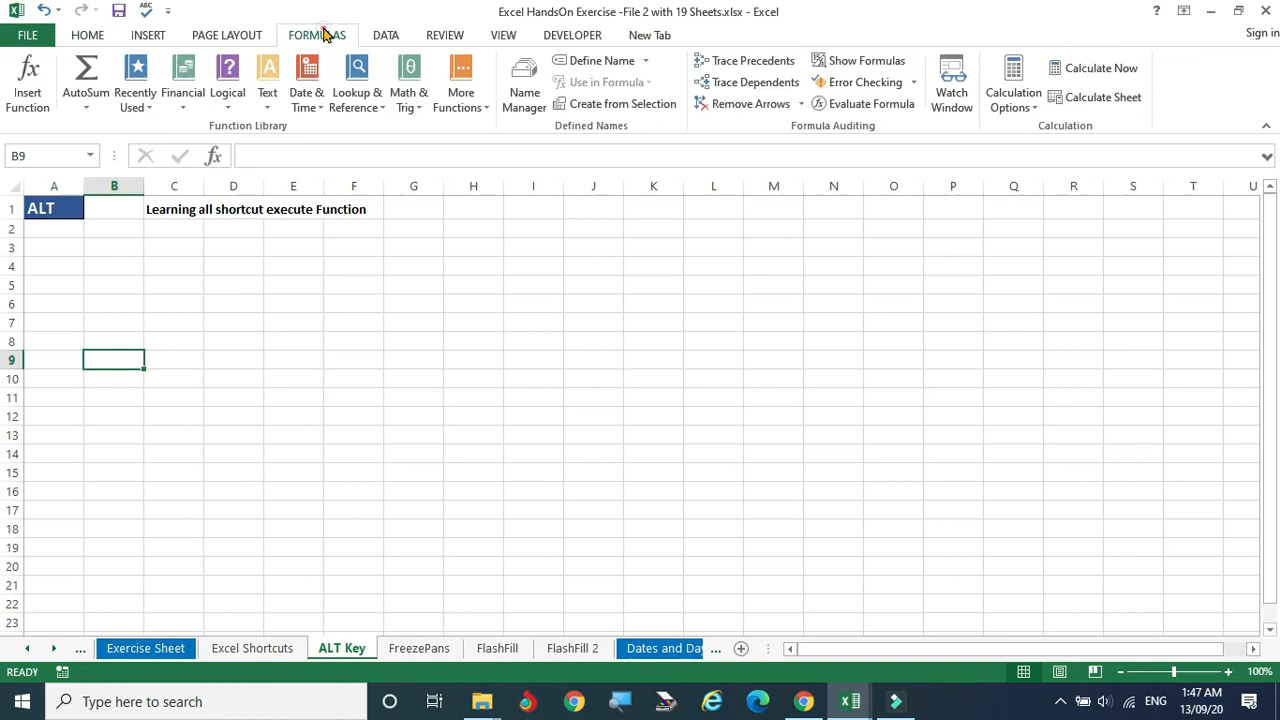 Excel HandsOn Exercise -File 2 with 19 Sheets.xlsx - Excel
?
Sign in
FILE HOME INSERT PAGE LAYOUT FORMULAS DATA REVIEW VIEW DEVELOPER New Tab
Insert Function
AutoSum
Recently Used
Financial
Logical
Text
Date & Time
Lookup & Reference
Math & Trig
More Functions
Function Library
Name Manager
Define Name
Use in Formula
Create from Selection
Defined Names
Trace Precedents
Trace Dependents
Remove Arrows
Show Formulas
Error Checking
Evaluate Formula
Formula Auditing
Watch Window
Calculation Options
Calculate Now
Calculate Sheet
Calculation
B9
fx
A B C D E F G H I J K L M N O P Q R S T U
1 ALT Learning all shortcut execute Function
2
3
4
5
6
7
8
9
10
11
12
13
14
15
16
17
18
19
20
21
22
23
... Exercise Sheet Excel Shortcuts ALT Key FreezePans FlashFill FlashFill 2 Dates and Day ...
READY
100%
Type here to search
ENG
1:47 AM
13/09/20